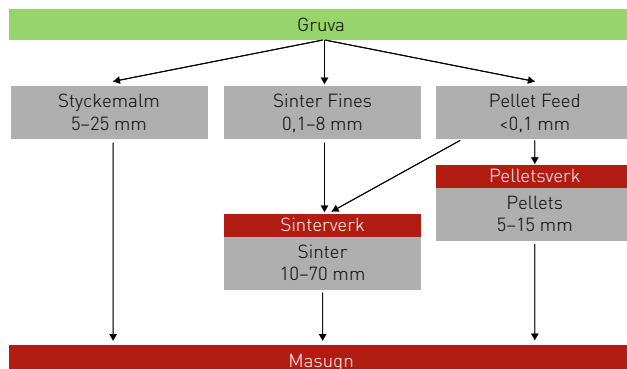 Gruva
Styckemalm
5–25 mm
Sinter Fines
0,1–8 mm
Pellet Feed
<0,1 mm
Pelletsverk
Pellets
5–15 mm
Sinterverk
Sinter
10–70 mm
Masugn